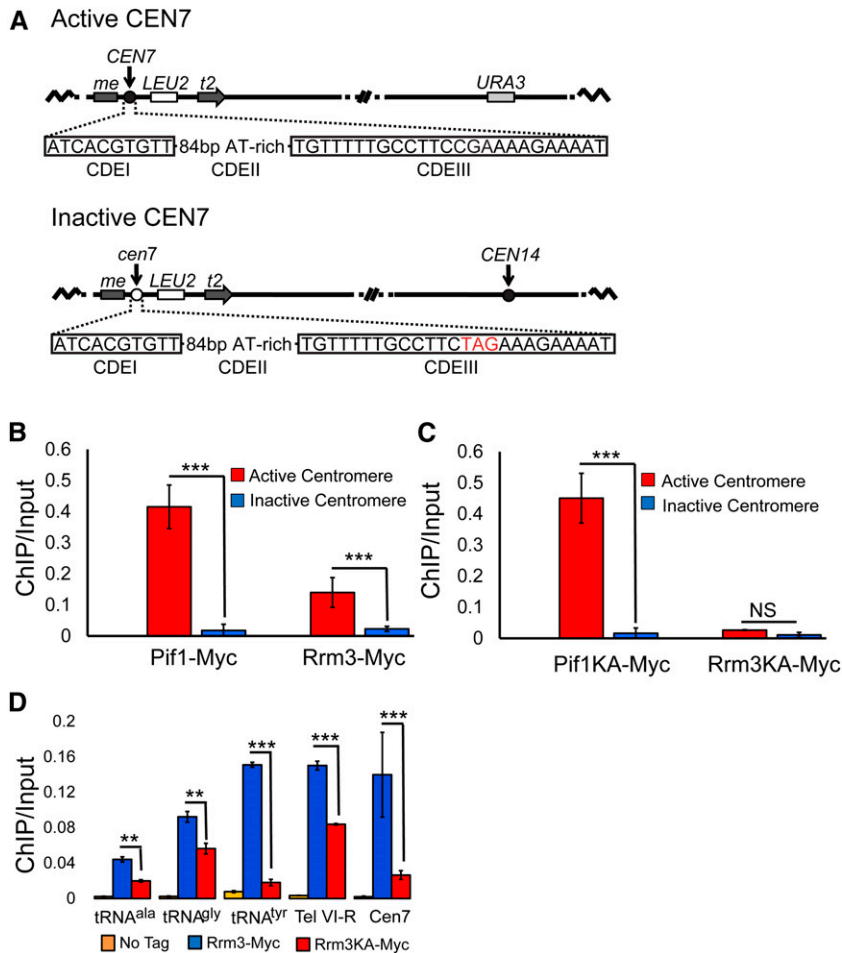 A
Active CEN7
CEN7
me LEU2 t2 URA3
ATCACGTGTT 84bp AT-rich TGTTTTTGCCTTCCGAAAAGAAAAT
CDEI CDEII CDEIII
Inactive CEN7
cen7 CEN14
me LEU2 t2
ATCACGTGTT 84bp AT-rich TGTTTTTGCCTTCTAGAAAGAAAAT
CDEI CDEII CDEIII
B
0.6
0.5
0.4
0.3
0.2
0.1
0
ChIP/Input
***
***
Active Centromere
Inactive Centromere
Pif1-Myc Rrm3-Myc
C
0.6
0.5
0.4
0.3
0.2
0.1
0
ChIP/Input
***
NS
Active Centromere
Inactive Centromere
Pif1KA-Myc Rrm3KA-Myc
D
0.2
0.16
0.12
0.08
0.04
0
ChIP/Input
** ** *** *** ***
tRNAala tRNAgly tRNAtyr Tel VI-R Cen7
No Tag Rrm3-Myc Rrm3KA-Myc